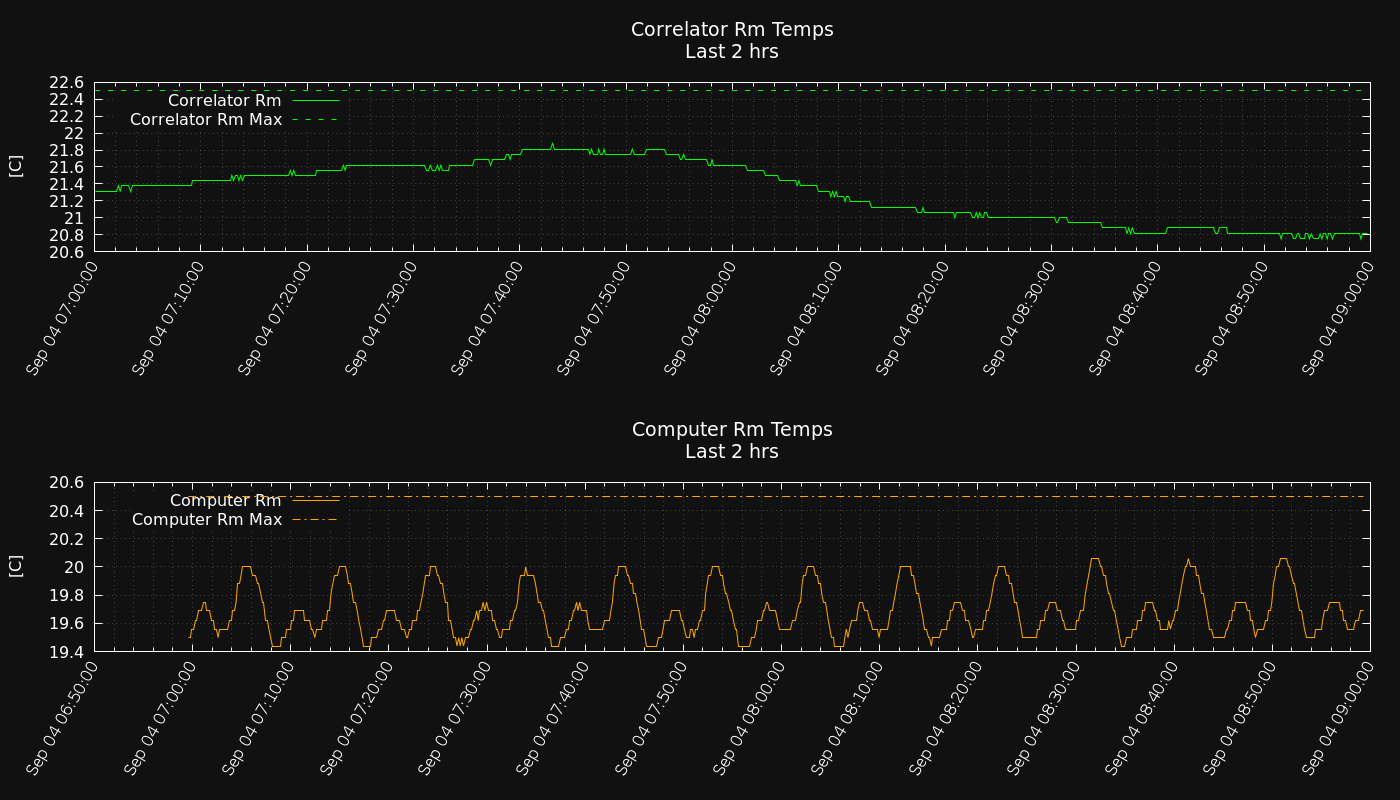 Correlator Rm Temps
Last 2 hrs
22.6
22.4
22.2
22
21.8
21.6
21.4
21.2
21
20.8
20.6
[C]
Correlator Rm
Correlator Rm Max
Sep 04 07:00:00
Sep 04 07:10:00
Sep 04 07:20:00
Sep 04 07:30:00
Sep 04 07:40:00
Sep 04 07:50:00
Sep 04 08:00:00
Sep 04 08:10:00
Sep 04 08:20:00
Sep 04 08:30:00
Sep 04 08:40:00
Sep 04 08:50:00
Sep 04 09:00:00
Computer Rm Temps
Last 2 hrs
20.6
20.4
20.2
20
19.8
19.6
19.4
[C]
Computer Rm
Computer Rm Max
Sep 04 06:50:00
Sep 04 07:00:00
Sep 04 07:10:00
Sep 04 07:20:00
Sep 04 07:30:00
Sep 04 07:40:00
Sep 04 07:50:00
Sep 04 08:00:00
Sep 04 08:10:00
Sep 04 08:20:00
Sep 04 08:30:00
Sep 04 08:40:00
Sep 04 08:50:00
Sep 04 09:00:00